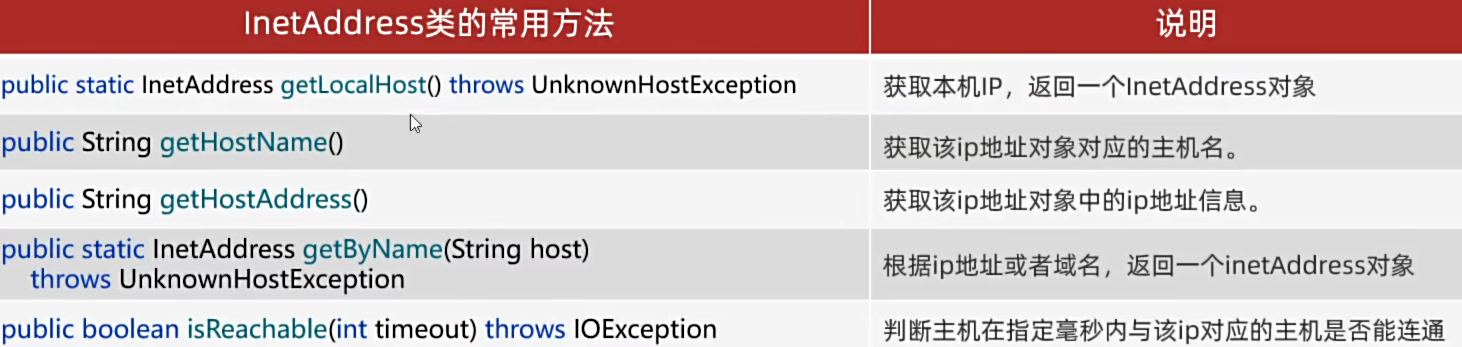 InetAddress类的常用方法 说明
public static InetAddress getLocalHost() throws UnknownHostException 获取本机IP，返回一个InetAddress对象
public String getHostName() 获取该ip地址对象对应的主机名。
public String getHostAddress() 获取该ip地址对象中的ip地址信息。
public static InetAddress getByName(String host)
throws UnknownHostException 根据ip地址或者域名，返回一个inetAddress对象
public boolean isReachable(int timeout) throws IOException 判断主机在指定毫秒内与该ip对应的主机是否能连通